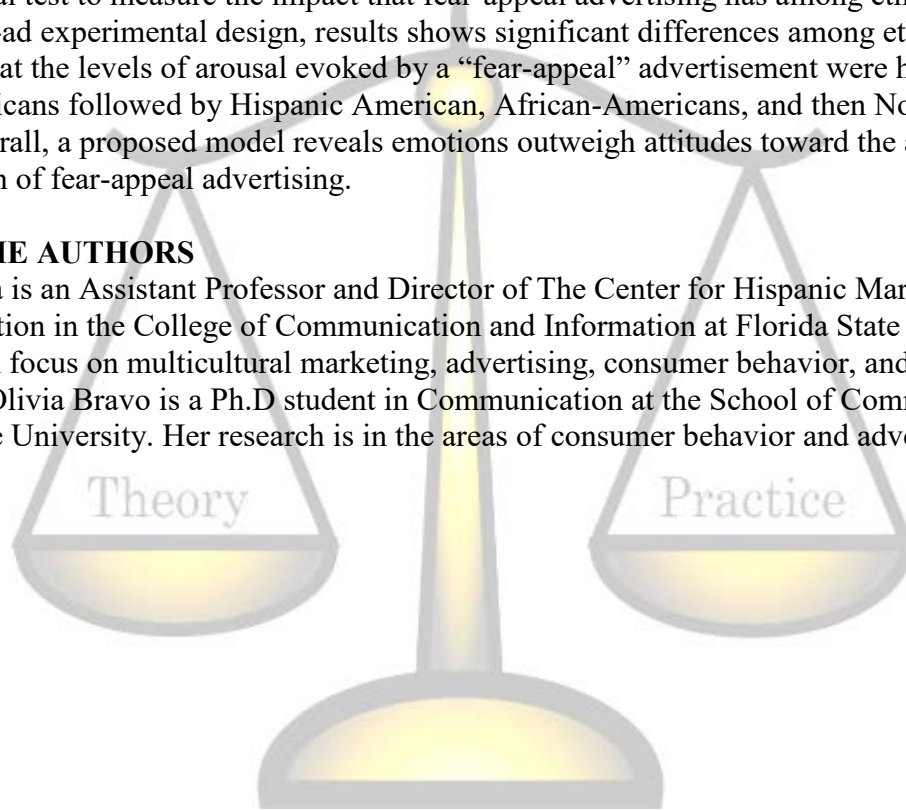 test to measure the impact that fear-appeal advertising has among
-ad experimental design, results shows significant differences among et
at the levels of arousal evoked by a “fear-appeal” advertisement were h
icans followed by Hispanic American, African-Americans, and then No
rall, a proposed model reveals emotions outweigh attitudes toward the a
n of fear-appeal advertising.
HE AUTHORS
is an Assistant Professor and Director of The Center for Hispanic Mar
tion in the College of Communication and Information at Florida State
focus on multicultural marketing, advertising, consumer behavior, and
Olivia Bravo is a Ph.D student in Communication at the School of Com
e University. Her research is in the areas of consumer behavior and adv
Theory
Practice